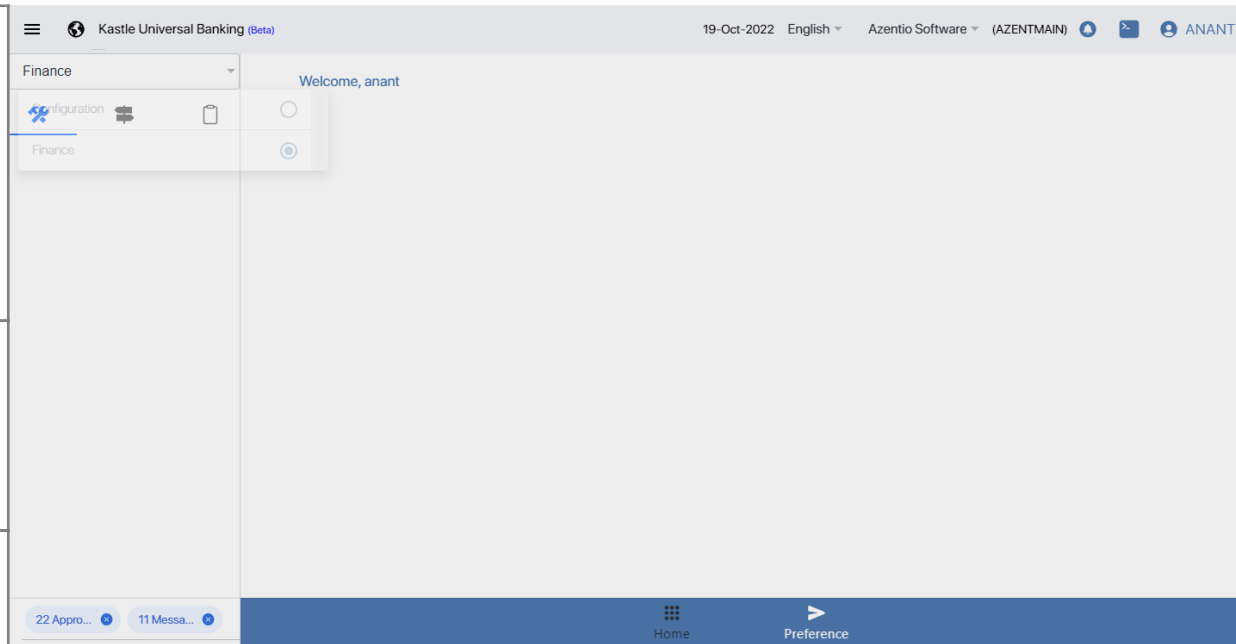 Kastle Universal Banking (Beta) 19-Oct-2022 English Azentio Software (AZENTMAIN) ANANT
Finance
Welcome, anant
Configuration
Finance
22 Appro... 11 Messa...
Home Preference